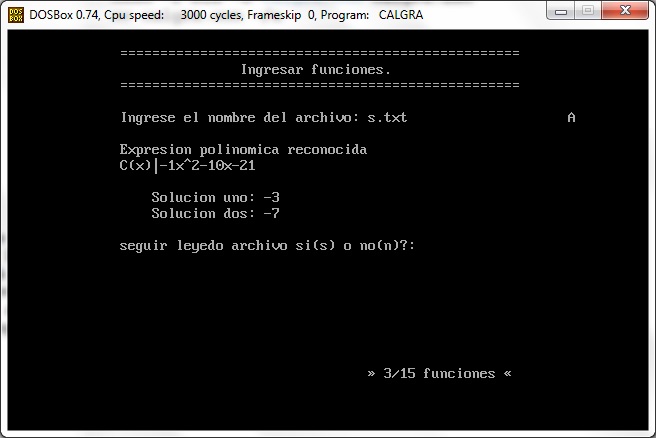 DOSBox 0.74, Cpu speed: 3000 cycles, Frameskip 0, Program: CALGRA
==================================================
Ingresar funciones.
==================================================
Ingrese el nombre del archivo: s.txt A
Expresion polinomica reconocida
C(x)|-1x^2-10x-21
Solucion uno: -3
Solucion dos: -7
seguir leyedo archivo si(s) o no(n)?:
» 3/15 funciones «